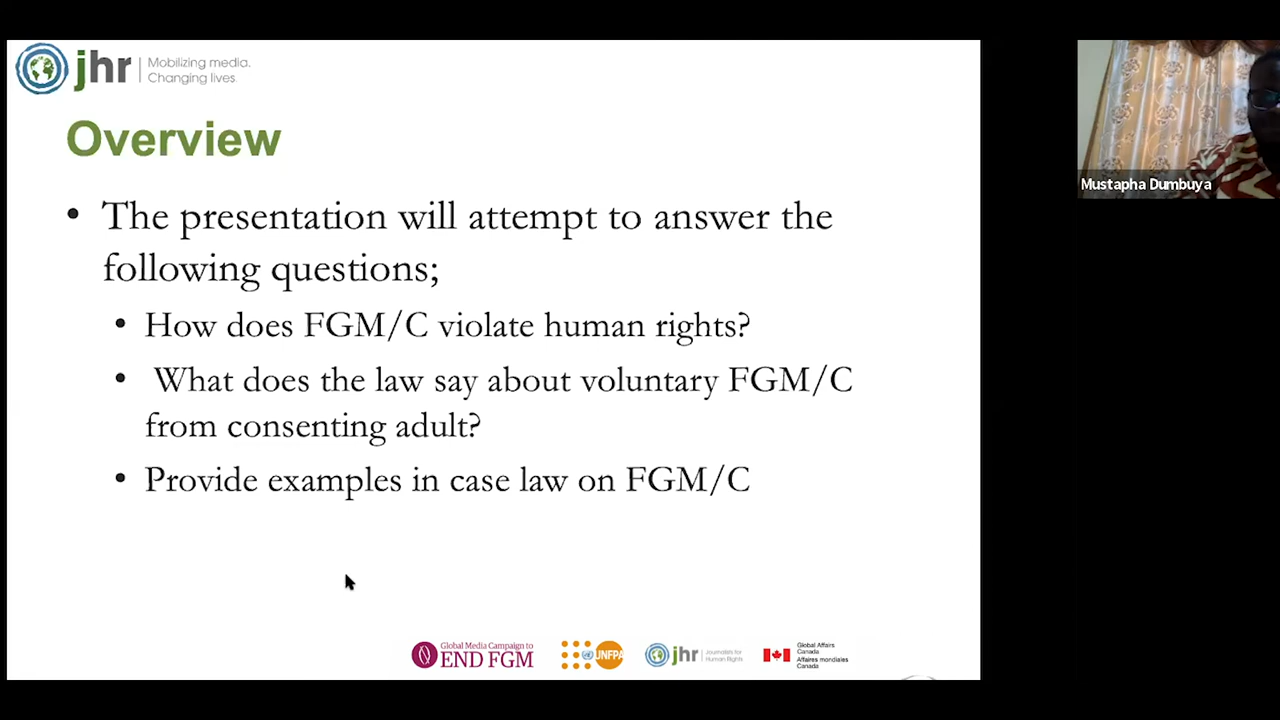 jhr
Mobilizing media.
Changing lives.
Overview
• The presentation will attempt to answer the
following questions;
• How does FGM/C violate human rights?
• What does the law say about voluntary FGM/C
from consenting adult?
• Provide examples in case law on FGM/C
Mustapha Dumbuya
Global Media Campaign to
END FGM
UNFPA
jhr
Journalists for
Human Rights
Global Affairs
Canada
Affaires mondiales
Canada